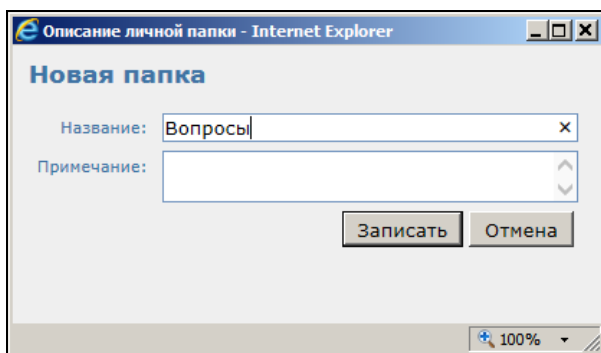 Описание личной папки - Internet Explorer
Новая папка
Название: Вопросы
Примечание:
Записать Отмена
100%